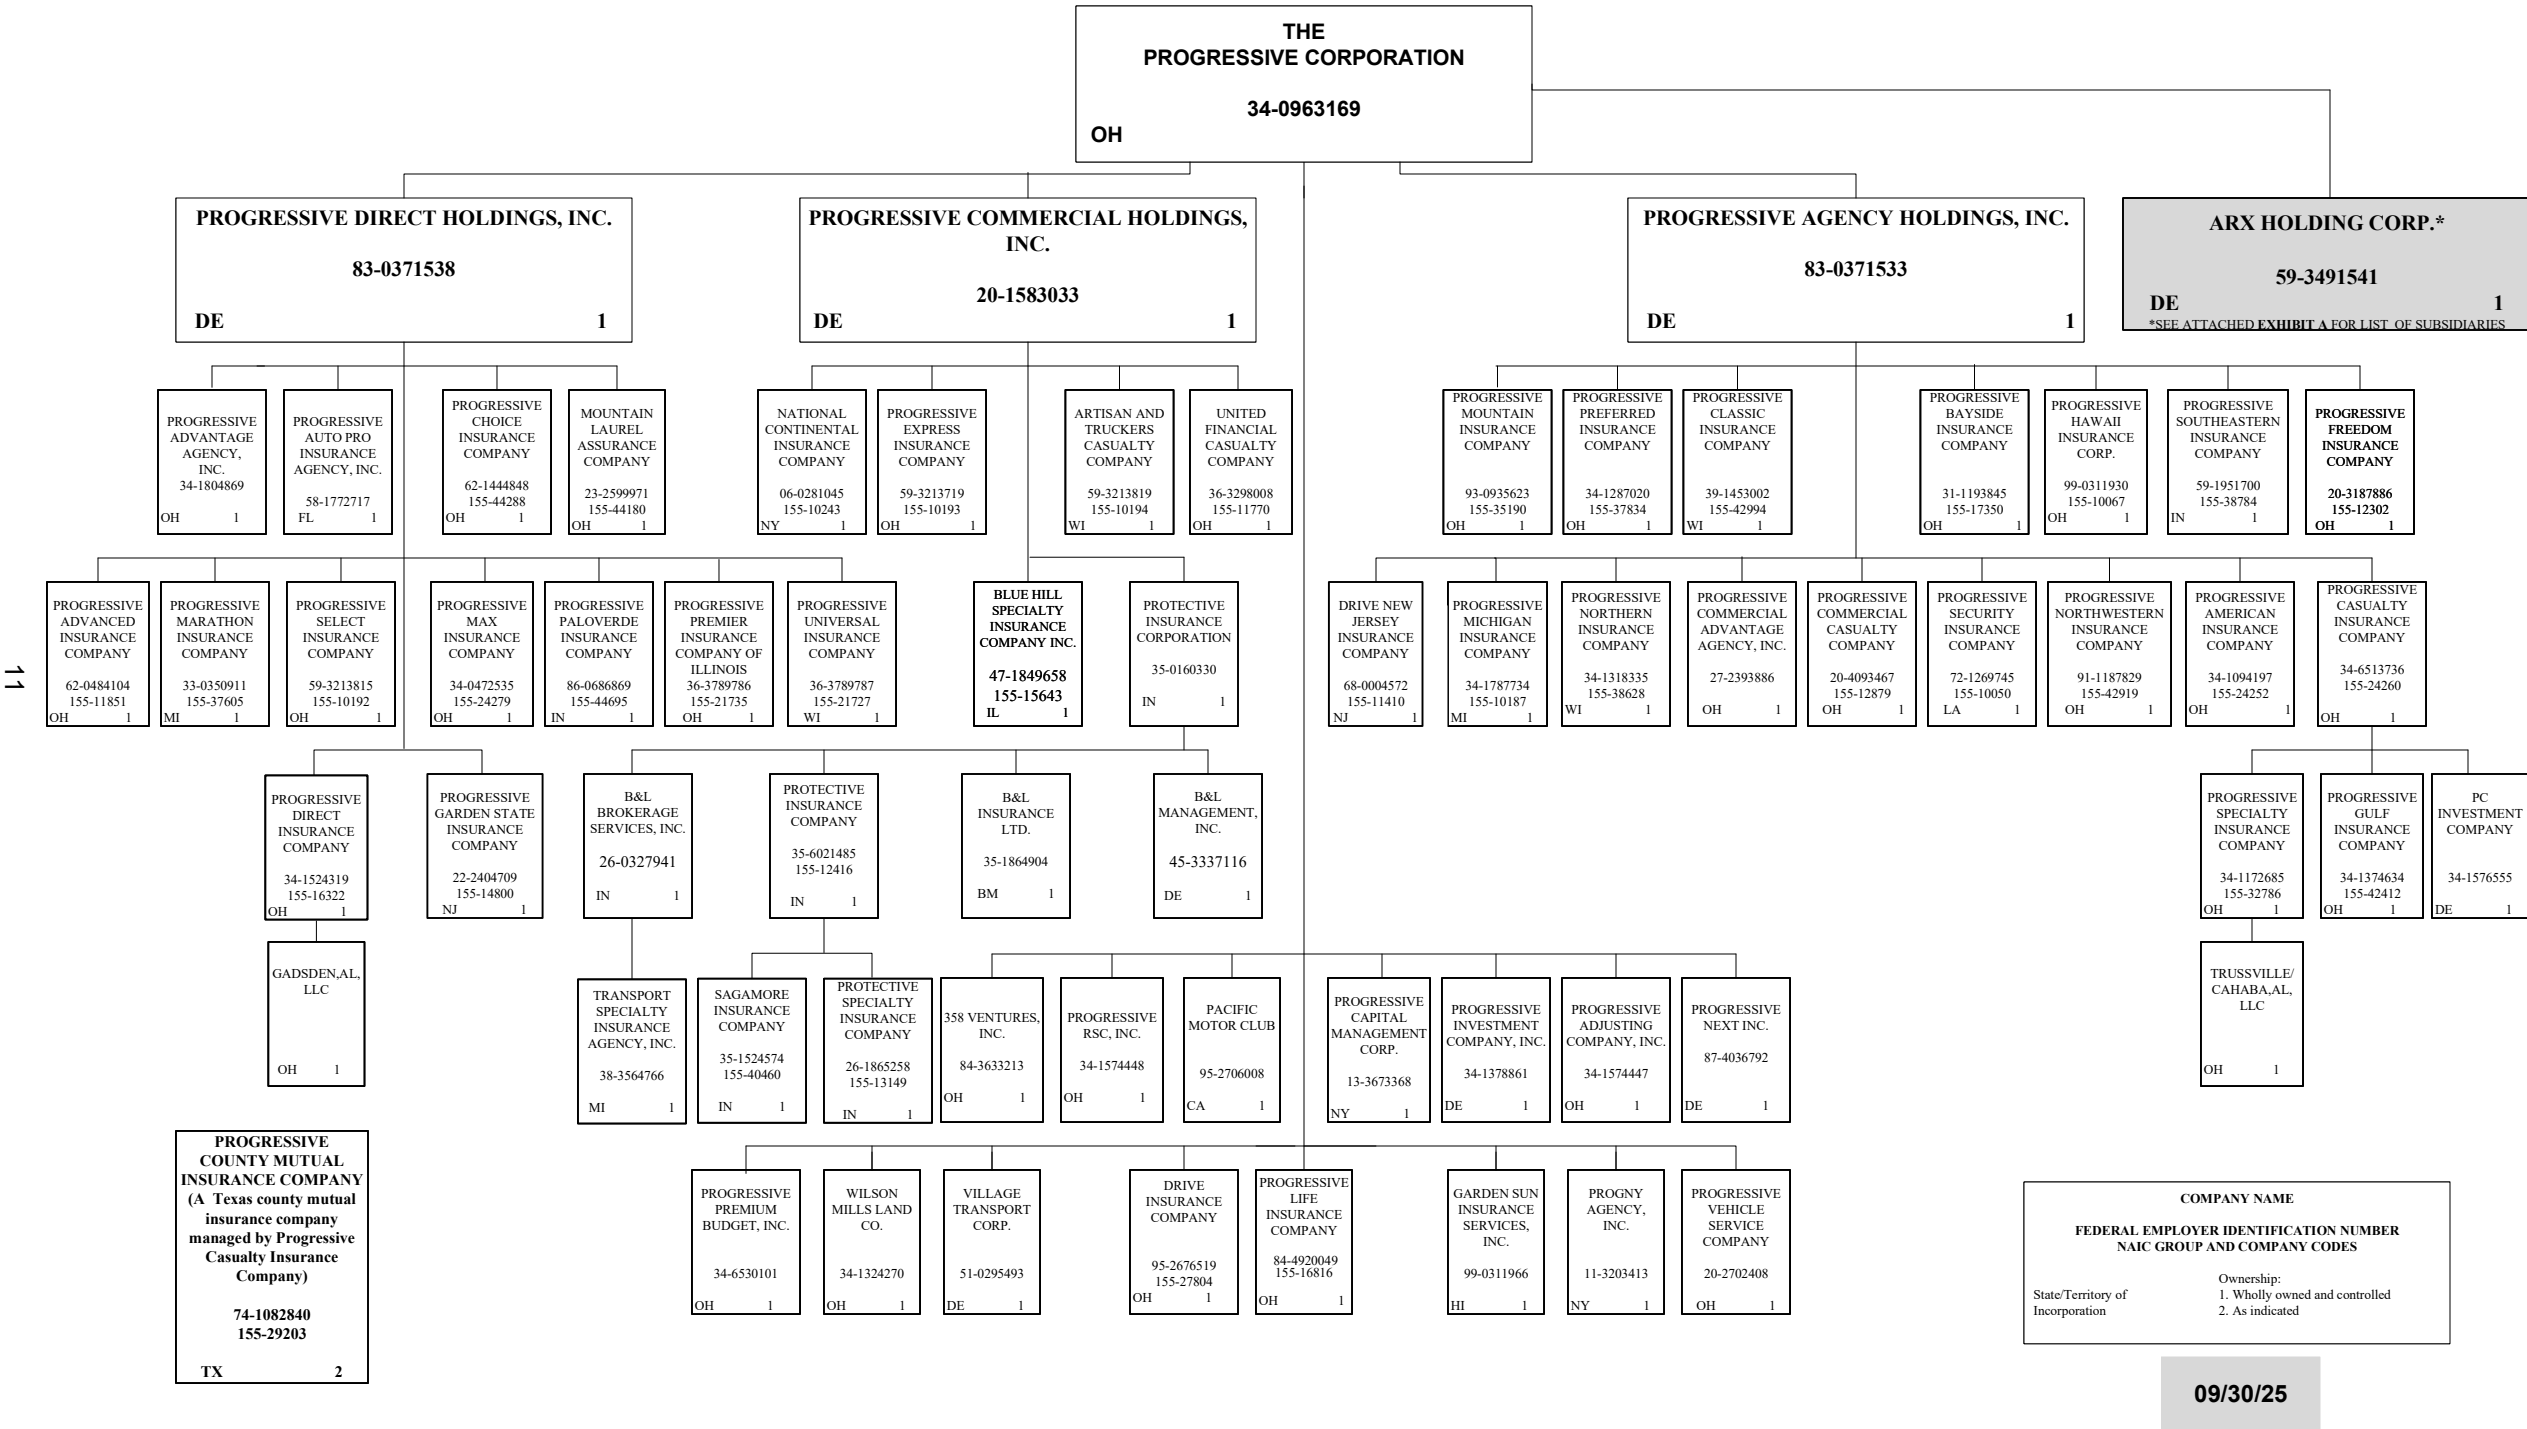 THE
PROGRESSIVE CORPORATION
34-0963169
OH
PROGRESSIVE DIRECT HOLDINGS, INC.
83-0371538
DE 1
PROGRESSIVE COMMERCIAL HOLDINGS,
INC.
20-1583033
DE 1
PROGRESSIVE AGENCY HOLDINGS, INC.
83-0371533
DE 1
ARX HOLDING CORP.*
59-3491541
DE 1
*SEE ATTACHED EXHIBIT A FOR LIST OF SUBSIDIARIES
PROGRESSIVE
ADVANTAGE
AGENCY,
INC.
34-1804869
OH 1
PROGRESSIVE
AUTO PRO
INSURANCE
AGENCY, INC.
58-1772717
FL 1
PROGRESSIVE
CHOICE
INSURANCE
COMPANY
62-1444848
155-44288
OH 1
MOUNTAIN
LAUREL
ASSURANCE
COMPANY
23-2599971
155-44180
OH 1
NATIONAL
CONTINENTAL
INSURANCE
COMPANY
06-0281045
155-10243
NY 1
PROGRESSIVE
EXPRESS
INSURANCE
COMPANY
59-3213719
155-10193
OH 1
ARTISAN AND
TRUCKERS
CASUALTY
COMPANY
59-3213819
155-10194
WI 1
UNITED
FINANCIAL
CASUALTY
COMPANY
36-3298008
155-11770
OH 1
PROGRESSIVE
MOUNTAIN
INSURANCE
COMPANY
93-0935623
155-35190
OH 1
PROGRESSIVE
PREFERRED
INSURANCE
COMPANY
34-1287020
155-37834
OH 1
PROGRESSIVE
CLASSIC
INSURANCE
COMPANY
39-1453002
155-42994
WI 1
PROGRESSIVE
BAYSIDE
INSURANCE
COMPANY
31-1193845
155-17350
OH 1
PROGRESSIVE
HAWAII
INSURANCE
CORP.
99-0311930
155-10067
OH 1
PROGRESSIVE
SOUTHEASTERN
INSURANCE
COMPANY
59-1951700
155-38784
IN 1
PROGRESSIVE
FREEDOM
INSURANCE
COMPANY
20-3187886
155-12302
OH 1
PROGRESSIVE
ADVANCED
INSURANCE
COMPANY
62-0484104
155-11851
OH 1
PROGRESSIVE
MARATHON
INSURANCE
COMPANY
33-0350911
155-37605
MI 1
PROGRESSIVE
SELECT
INSURANCE
COMPANY
59-3213815
155-10192
OH 1
PROGRESSIVE
MAX
INSURANCE
COMPANY
34-0472535
155-24279
OH 1
PROGRESSIVE
PALOVERDE
INSURANCE
COMPANY
86-0686869
155-44695
IN 1
PROGRESSIVE
PREMIER
INSURANCE
COMPANY OF
ILLINOIS
36-3789786
155-21735
OH 1
PROGRESSIVE
UNIVERSAL
INSURANCE
COMPANY
36-3789787
155-21727
WI 1
BLUE HILL
SPECIALTY
INSURANCE
COMPANY INC.
47-1849658
155-15643
IL 1
PROTECTIVE
INSURANCE
CORPORATION
35-0160330
IN 1
DRIVE NEW
JERSEY
INSURANCE
COMPANY
68-0004572
155-11410
NJ 1
PROGRESSIVE
MICHIGAN
INSURANCE
COMPANY
34-1787734
155-10187
MI 1
PROGRESSIVE
NORTHERN
INSURANCE
COMPANY
34-1318335
155-38628
WI 1
PROGRESSIVE
COMMERCIAL
ADVANTAGE
AGENCY, INC.
27-2393886
OH 1
PROGRESSIVE
COMMERCIAL
CASUALTY
COMPANY
20-4093467
155-12879
OH 1
PROGRESSIVE
SECURITY
INSURANCE
COMPANY
72-1269745
155-10050
LA 1
PROGRESSIVE
NORTHWESTERN
INSURANCE
COMPANY
91-1187829
155-42919
OH 1
PROGRESSIVE
AMERICAN
INSURANCE
COMPANY
34-1094197
155-24252
OH 1
PROGRESSIVE
CASUALTY
INSURANCE
COMPANY
34-6513736
155-24260
OH 1
11
PROGRESSIVE
DIRECT
INSURANCE
COMPANY
34-1524319
155-16322
OH 1
PROGRESSIVE
GARDEN STATE
INSURANCE
COMPANY
22-2404709
155-14800
NJ 1
B&L
BROKERAGE
SERVICES, INC.
26-0327941
IN 1
PROTECTIVE
INSURANCE
COMPANY
35-6021485
155-12416
IN 1
B&L
INSURANCE
LTD.
35-1864904
BM 1
B&L
MANAGEMENT,
INC.
45-3337116
DE 1
PROGRESSIVE
SPECIALTY
INSURANCE
COMPANY
34-1172685
155-32786
OH 1
PROGRESSIVE
GULF
INSURANCE
COMPANY
34-1374634
155-42412
OH 1
PC
INVESTMENT
COMPANY
34-1576555
DE 1
GADSDEN,AL,
LLC
OH 1
TRANSPORT
SPECIALTY
INSURANCE
AGENCY, INC.
38-3564766
MI 1
SAGAMORE
INSURANCE
COMPANY
35-1524574
155-40460
IN 1
PROTECTIVE
SPECIALTY
INSURANCE
COMPANY
26-1865258
155-13149
IN 1
358 VENTURES,
INC.
84-3633213
OH 1
PROGRESSIVE
RSC, INC.
34-1574448
OH 1
PACIFIC
MOTOR CLUB
95-2706008
CA 1
PROGRESSIVE
CAPITAL
MANAGEMENT
CORP.
13-3673368
NY 1
PROGRESSIVE
INVESTMENT
COMPANY, INC.
34-1378861
DE 1
PROGRESSIVE
ADJUSTING
COMPANY, INC.
34-1574447
OH 1
PROGRESSIVE
NEXT INC.
87-4036792
DE 1
TRUSSVILLE/
CAHABA,AL,
LLC
OH 1
PROGRESSIVE
COUNTY MUTUAL
INSURANCE COMPANY
(A Texas county mutual
insurance company
managed by Progressive
Casualty Insurance
Company)
74-1082840
155-29203
TX 2
PROGRESSIVE
PREMIUM
BUDGET, INC.
34-6530101
OH 1
WILSON
MILLS LAND
CO.
34-1324270
OH 1
VILLAGE
TRANSPORT
CORP.
51-0295493
DE 1
DRIVE
INSURANCE
COMPANY
95-2676519
155-27804
OH 1
PROGRESSIVE
LIFE
INSURANCE
COMPANY
84-4920049
155-16816
OH 1
GARDEN SUN
INSURANCE
SERVICES,
INC.
99-0311966
HI 1
PROGNY
AGENCY,
INC.
11-3203413
NY 1
PROGRESSIVE
VEHICLE
SERVICE
COMPANY
20-2702408
OH 1
COMPANY NAME
FEDERAL EMPLOYER IDENTIFICATION NUMBER
NAIC GROUP AND COMPANY CODES
Ownership:
State/Territory of 1. Wholly owned and controlled
Incorporation 2. As indicated
09/30/25